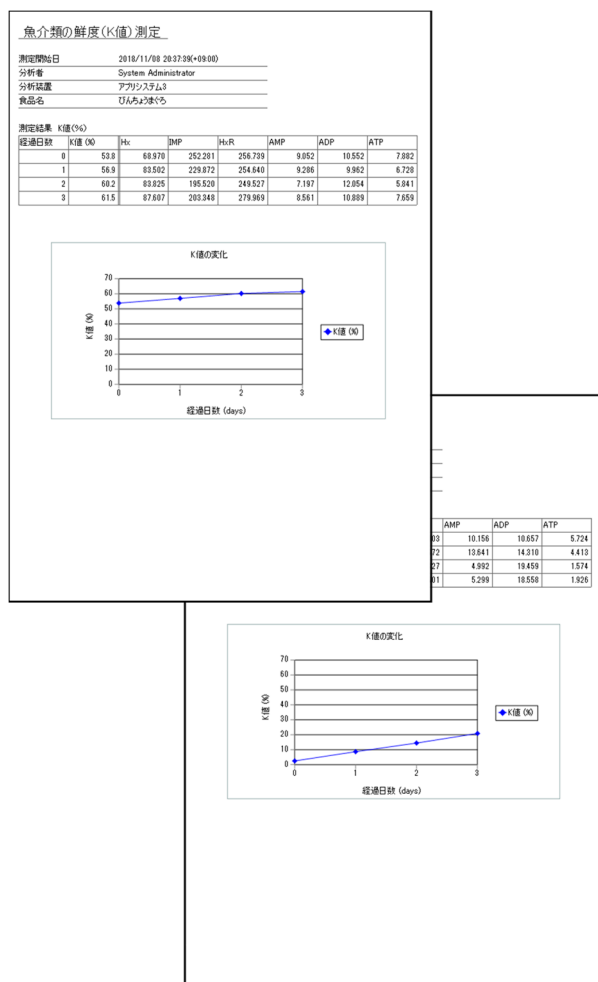 魚介類の鮮度(K値)測定
測定開始日 2018/11/08 20:37:39(+09:00)
分析者 System Administrator
分析装置 アプリシステム3
食品名 びんちょうまぐろ
測定結果 K値(%)
経過日数 K値 (%) Hx IMP HxR AMP ADP ATP
0 53.8 68.970 252.281 256.739 9.052 10.552 7.882
1 56.9 83.502 229.872 254.640 9.286 9.962 6.728
2 60.2 83.825 195.520 249.527 7.197 12.054 5.841
3 61.5 87.607 203.348 279.969 8.561 10.889 7.659
K値の変化
70
60
50
40
30
20
10
0
K値 (%)
0 1 2 3
経過日数 (days)
K値 (%)
AMP ADP ATP
03 10.156 10.657 5.724
72 13.641 14.310 4.413
27 4.992 19.459 1.574
01 5.299 18.558 1.926
K値の変化
70
60
50
40
30
20
10
0
K値 (%)
0 1 2 3
経過日数 (days)
K値 (%)